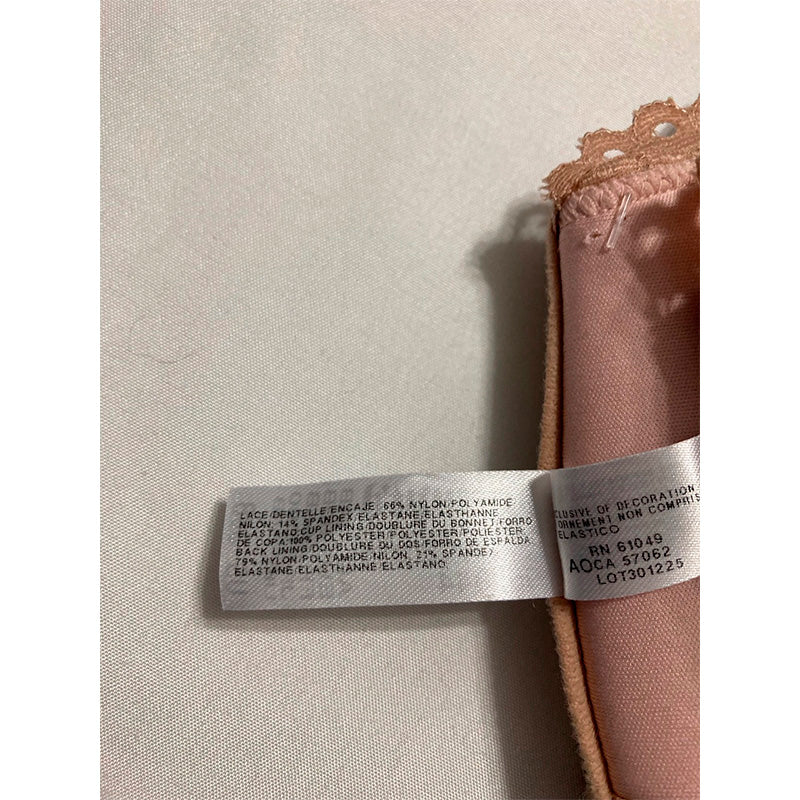 LACE/DENTELLE/ENCAJE: 66% NYLON/POLYAMIDE
NILON; 14% SPANDEX/ELASTANE/ELASTHANNE
ELASTANO.CUP LINING/DOUBLURE DU BONNET/FORRO
DE COPA:100% POLYESTER/POLYESTER/POLIESTER
BACK LINING/DOUBLURE DU DOS/FORRO DE ESPALDA
79% NYLON/POLYAMIDE/NILON, 21% SPANDEX
ELASTANE/ELASTHANNE/ELASTANO.
CLUSIVE OF DECORATION
ORNEMENT NON COMPRIS
ELASTICO
RN 61049
AOCA 57062
LOT301225